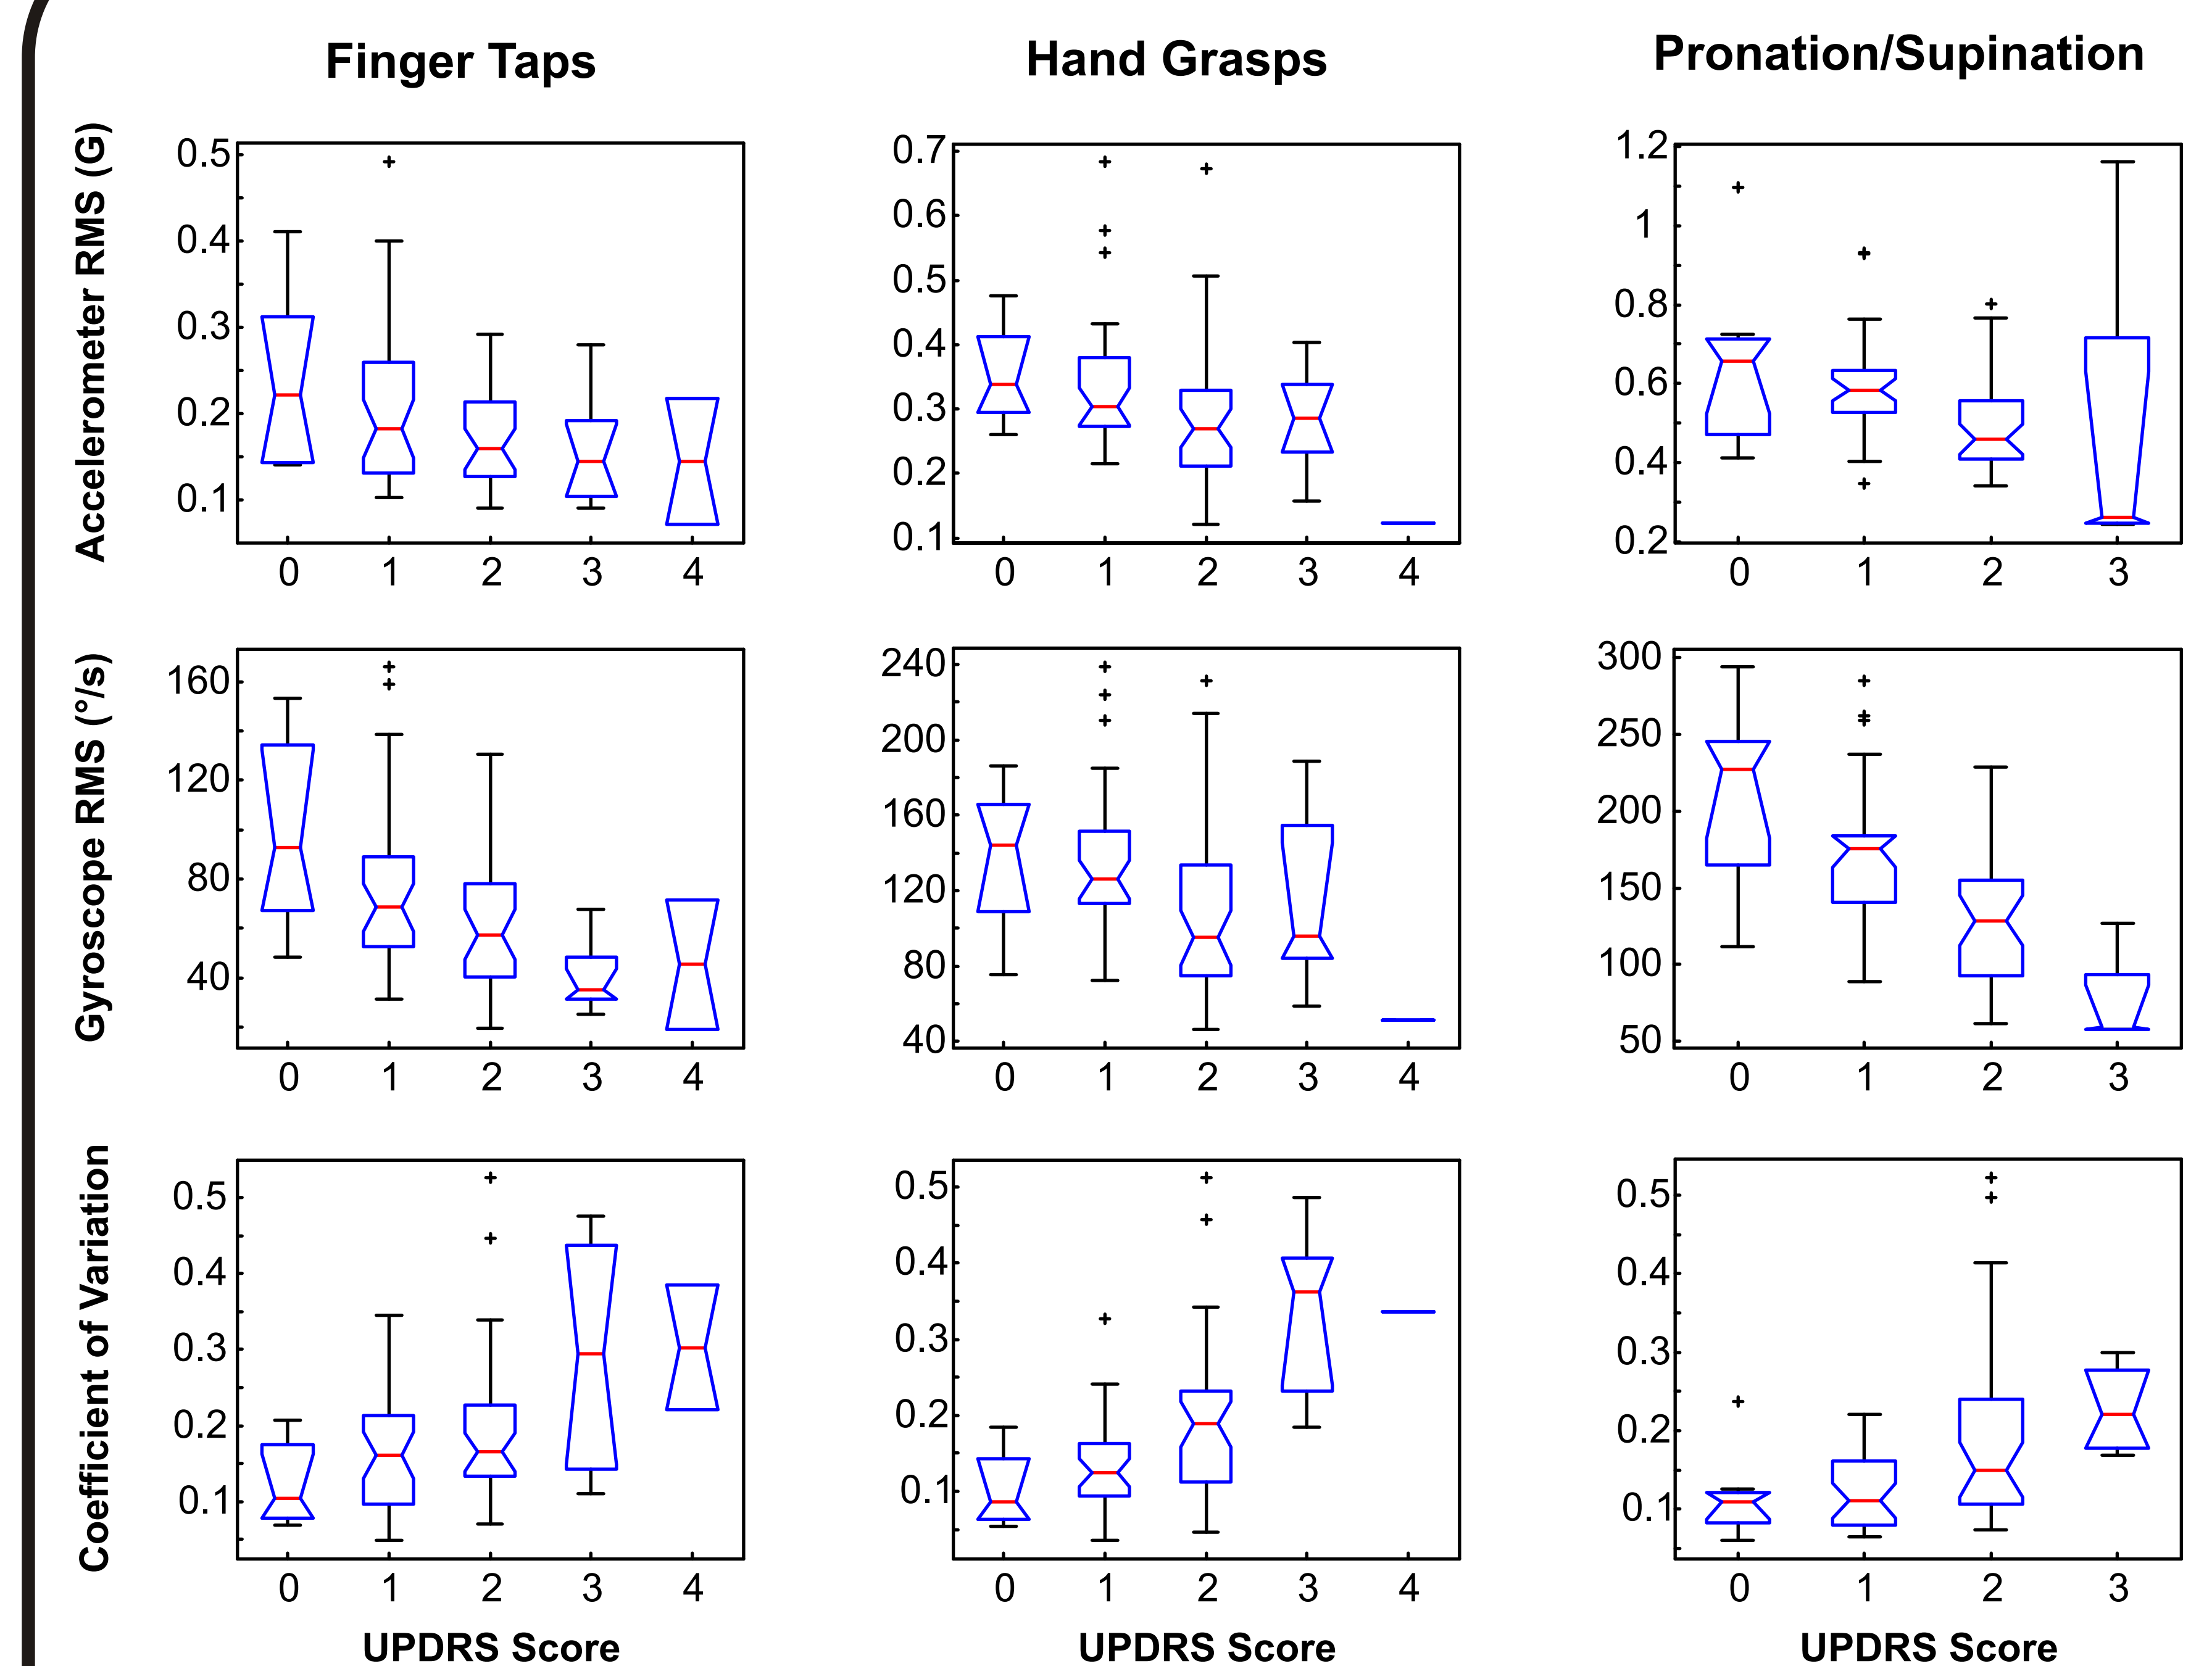 Finger Taps
Hand Grasps
Pronation/Supination
Accelerometer RMS (G)
0.5
0.4
0.3
0.2
0.1
0 1 2 3 4
0.7
0.6
0.5
0.4
0.3
0.2
0.1
0 1 2 3 4
1.2
1
0.8
0.6
0.4
0.2
0 1 2 3
Gyroscope RMS (°/s)
160
120
80
40
0 1 2 3 4
240
200
160
120
80
40
0 1 2 3 4
300
250
200
150
100
50
0 1 2 3
Coefficient of Variation
0.5
0.4
0.3
0.2
0.1
0 1 2 3 4
UPDRS Score
0.5
0.4
0.3
0.2
0.1
0 1 2 3 4
UPDRS Score
0.5
0.4
0.3
0.2
0.1
0 1 2 3
UPDRS Score